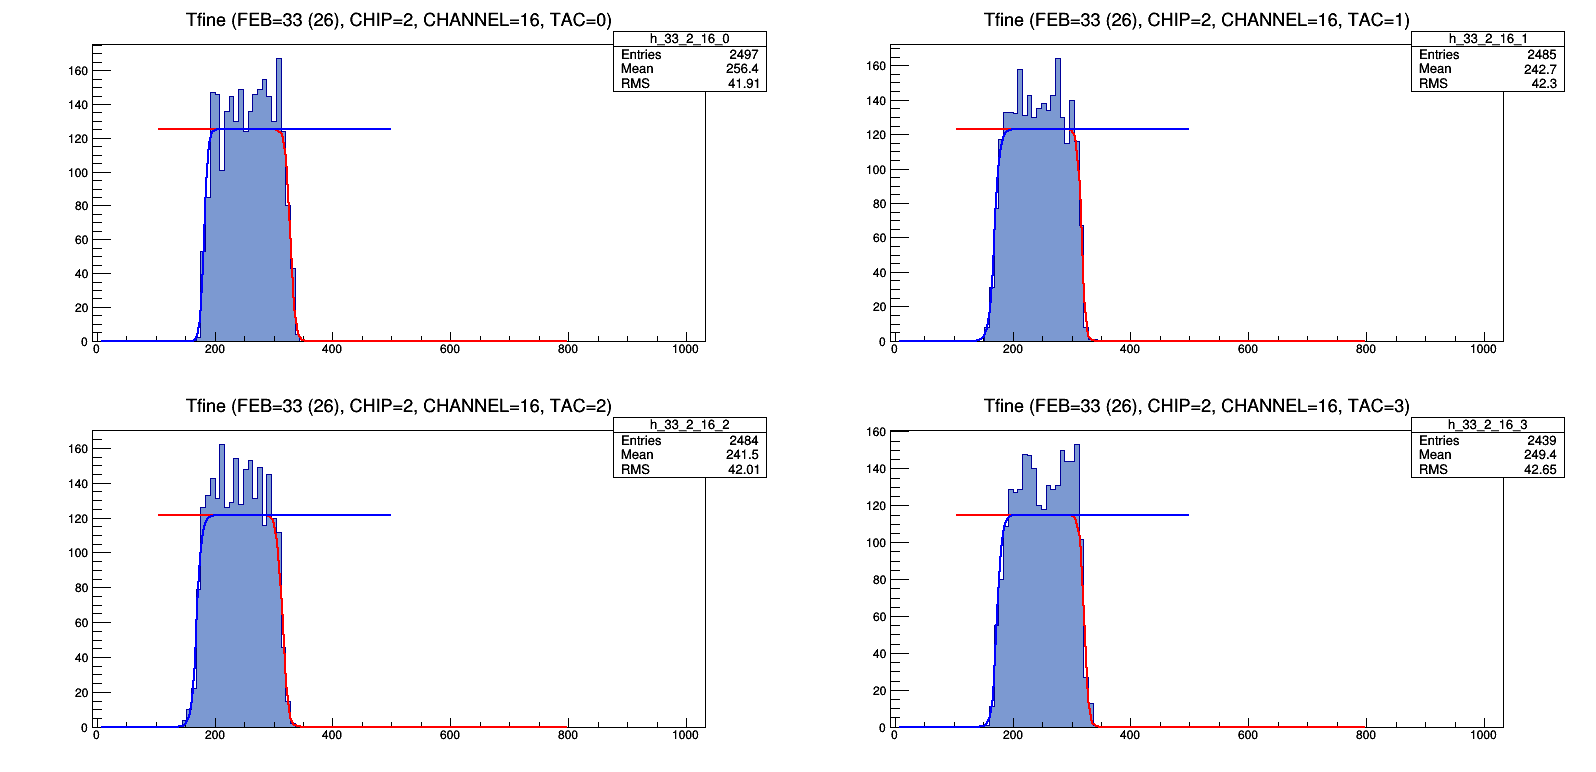 Tfine (FEB=33 (26), CHIP=2, CHANNEL=16, TAC=0)
h_33_2_16_0
Entries 2497
Mean 256.4
RMS 41.91
160
140
120
100
80
60
40
20
0
0 200 400 600 800 1000
Tfine (FEB=33 (26), CHIP=2, CHANNEL=16, TAC=1)
h_33_2_16_1
Entries 2485
Mean 242.7
RMS 42.3
160
140
120
100
80
60
40
20
0
0 200 400 600 800 1000
Tfine (FEB=33 (26), CHIP=2, CHANNEL=16, TAC=2)
h_33_2_16_2
Entries 2484
Mean 241.5
RMS 42.01
160
140
120
100
80
60
40
20
0
0 200 400 600 800 1000
Tfine (FEB=33 (26), CHIP=2, CHANNEL=16, TAC=3)
h_33_2_16_3
Entries 2439
Mean 249.4
RMS 42.65
160
140
120
100
80
60
40
20
0
0 200 400 600 800 1000